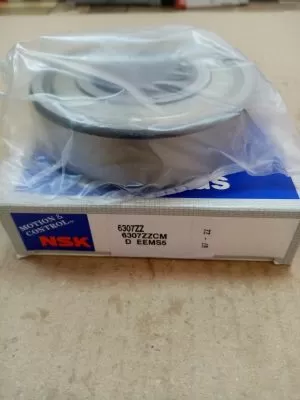 MOTION &
CONTROL
NSK
6307ZZ
6307ZZCM
D EEMS5